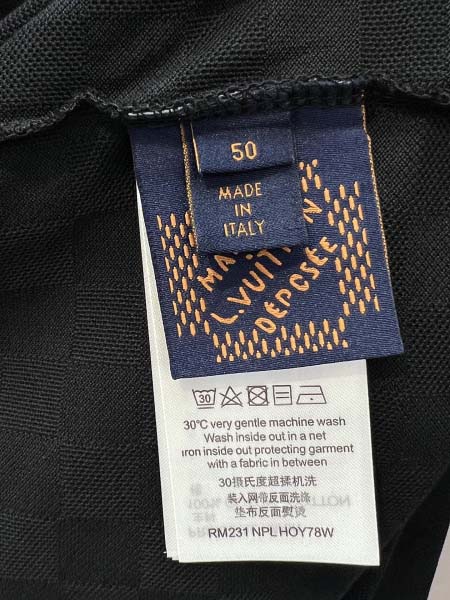 50
MADE
IN
ITALY
L.VUITTON
DÉPOSÉE
30°C very gentle machine wash
Wash inside out in a net
iron inside out protecting garment
with a fabric in between
30摄氏度超揉机洗
装入网带反面洗涤
垫布反面熨烫
RM231 NPL HOY78W